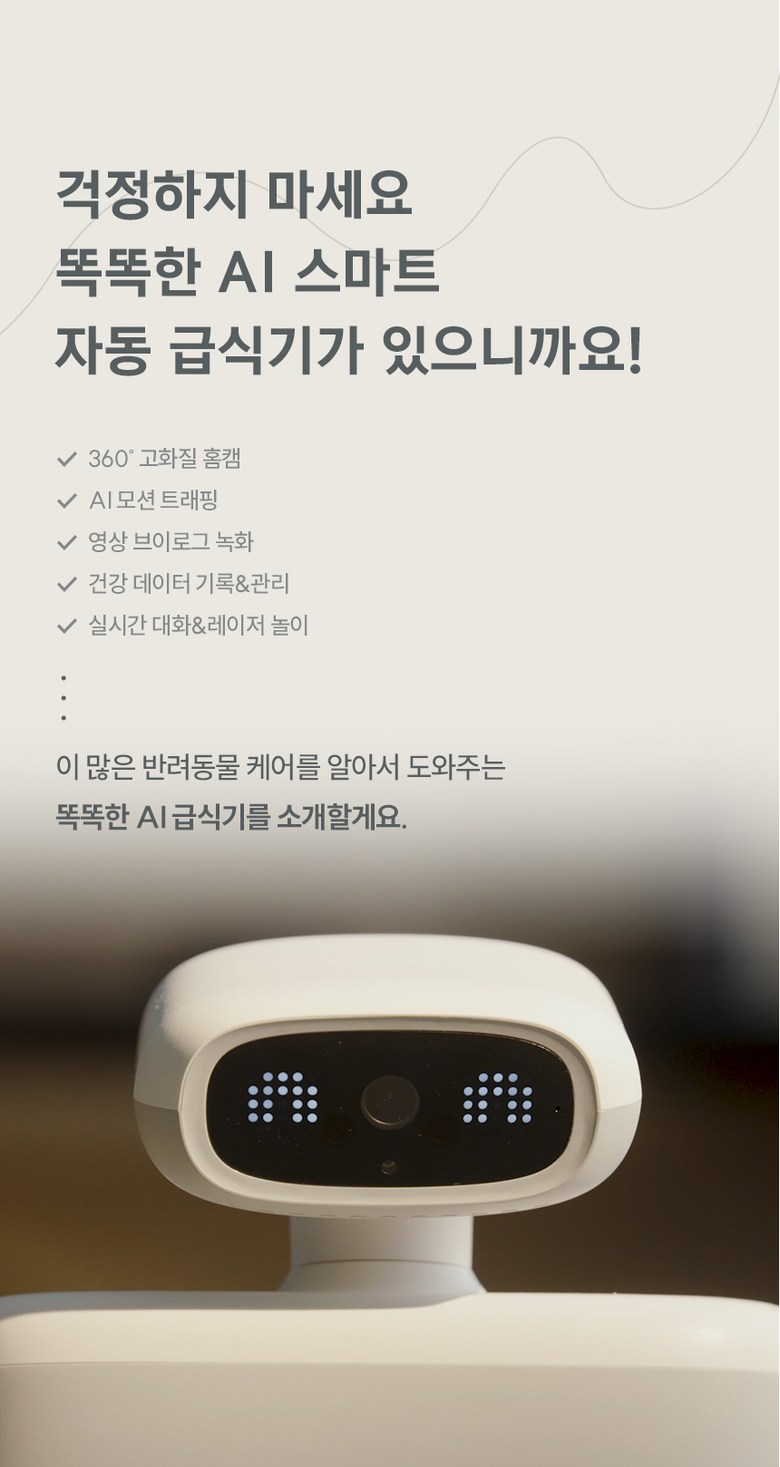 걱정하지 마세요
똑똑한 AI 스마트
자동 급식기가 있으니까요!
360° 고화질 홈캠
AI 모션 트래핑
영상 브이로그 녹화
건강 데이터 기록&관리
실시간 대화&레이저 놀이
이 많은 반려동물 케어를 알아서 도와주는
똑똑한 AI 급식기를 소개할게요.